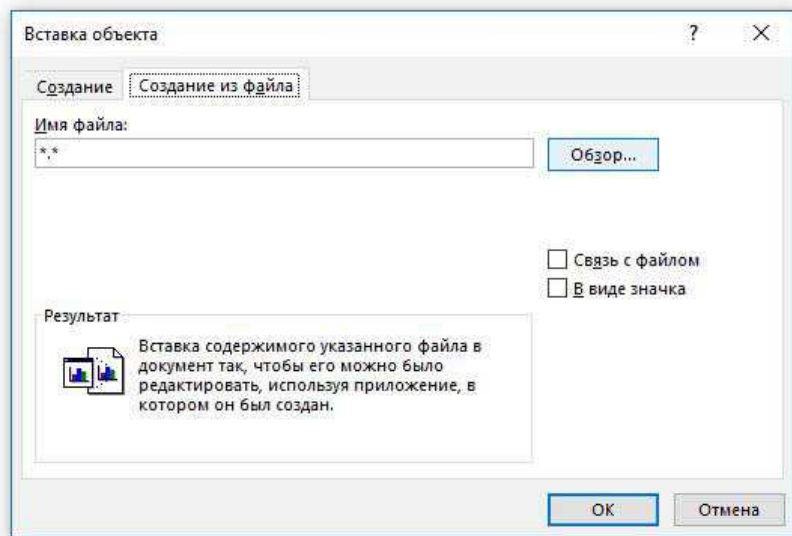 Вставка объекта
?
Создание
Создание из файла
Имя файла:
*.*
Обзор...
Связь с файлом
В виде значка
Результат
Вставка содержимого указанного файла в
документ так, чтобы его можно было
редактировать, используя приложение, в
котором он был создан.
ОК
Отмена